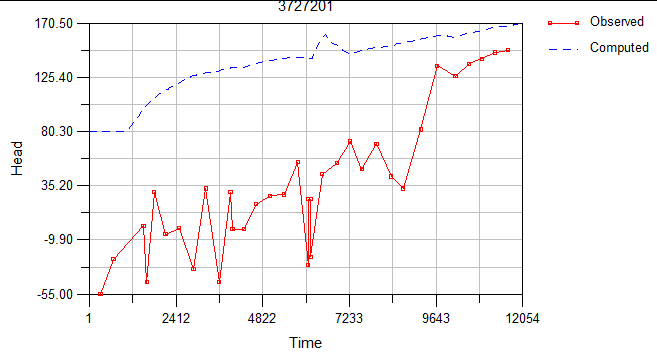 3727201
170.50
125.40
80.30
35.20
-9.90
-55.00
Head
1 2412 4822 7233 9643 12054
Time
Observed
Computed